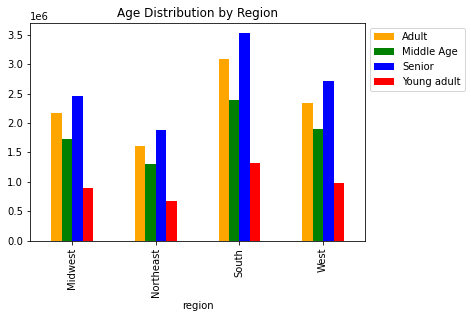 Age Distribution by Region
1e6
3.5
3.0
2.5
2.0
1.5
1.0
0.5
0.0
Midwest
Northeast
South
West
region
Adult
Middle Age
Senior
Young adult